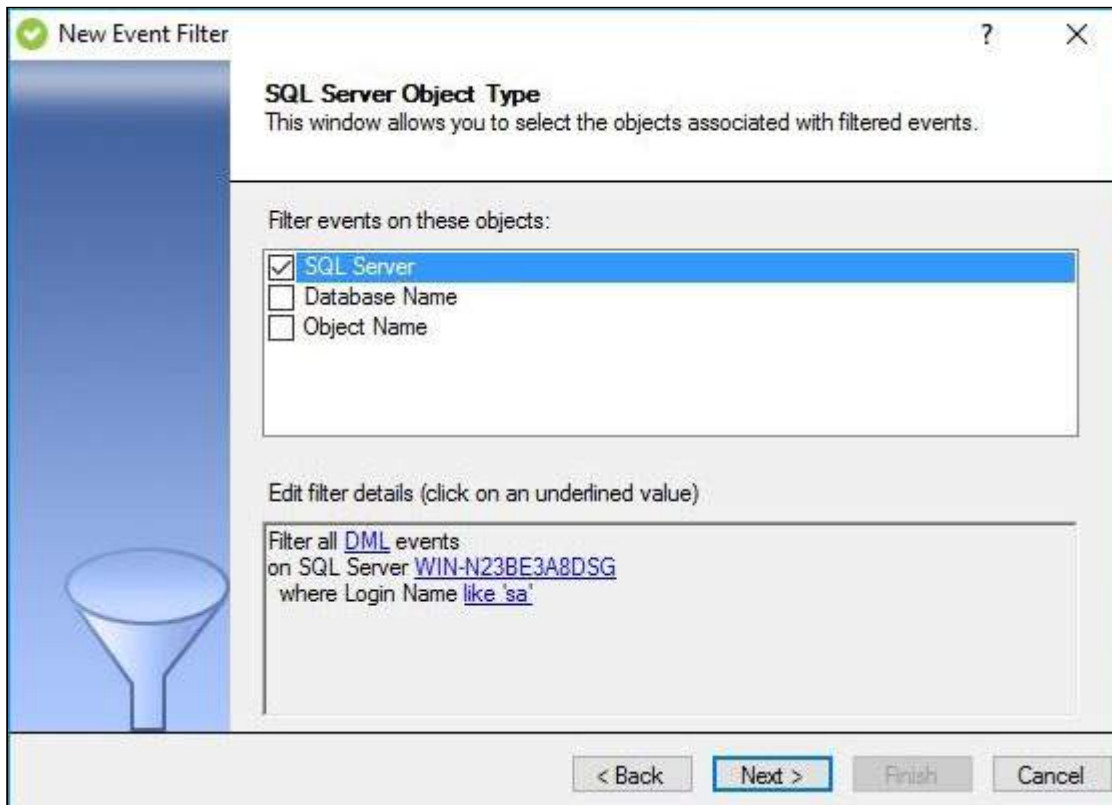 New Event Filter
?
SQL Server Object Type
This window allows you to select the objects associated with filtered events.
Filter events on these objects:
SQL Server
Database Name
Object Name
Edit filter details (click on an underlined value)
Filter all DML events
on SQL Server WIN-N23BE3A8DSG
where Login Name like 'sa'
< Back
Next >
Finish
Cancel